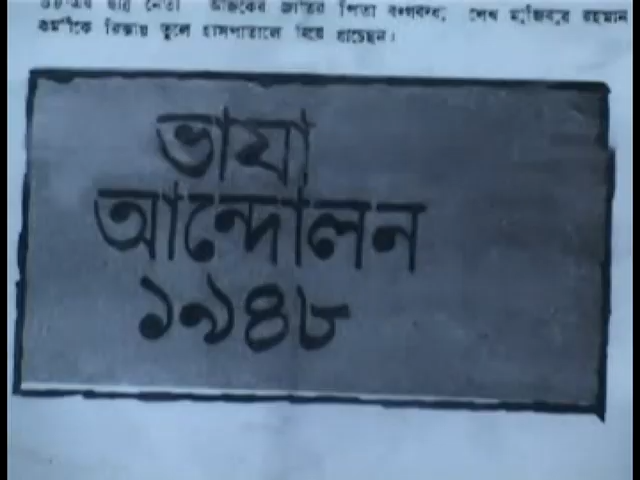 নেতা আজকের জাতির পিতা বঙ্গবন্ধু, শেখ মুজিবুর রহমান
কর্মীকে রিক্সায় তুলে হাসপাতালে নিয়ে যাচ্ছেন।
ভাষা
আন্দোলন
১৯৪৮